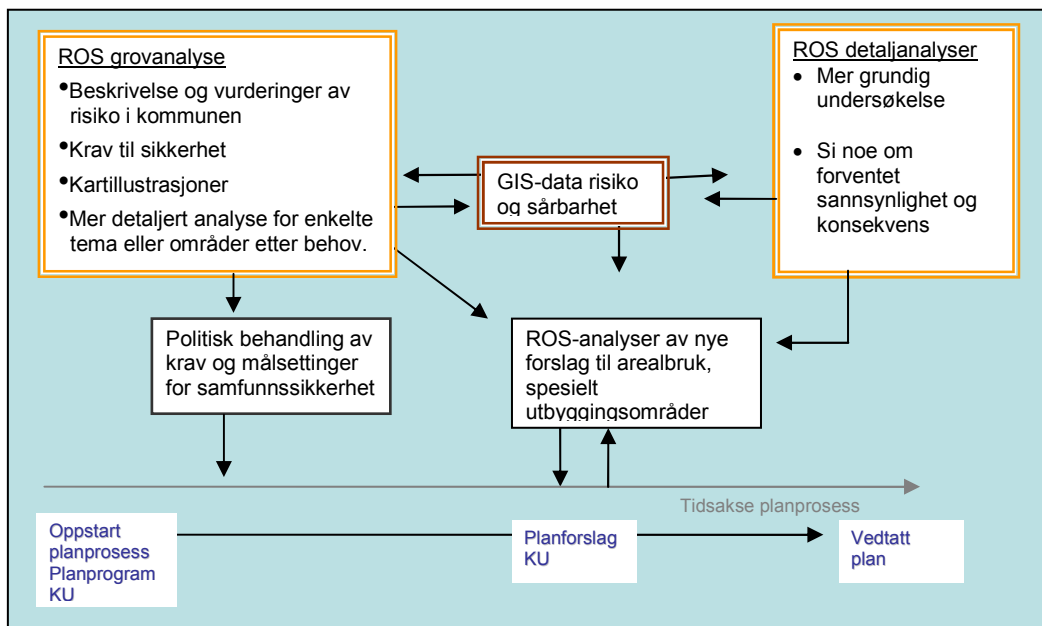 ROS grovanalyse
•Beskrivelse og vurderinger av
risiko i kommunen
•Krav til sikkerhet
•Kartillustrasjoner
•Mer detaljert analyse for enkelte
tema eller områder etter behov.
GIS-data risiko
og sårbarhet
ROS detaljanalyser
• Mer grundig
undersøkelse
• Si noe om
forventet
sannsynlighet og
konsekvens
Politisk behandling av
krav og målsettinger
for samfunnssikkerhet
ROS-analyser av nye
forslag til arealbruk,
spesielt
utbyggingsområder
Tidsakse planprosess
Oppstart
planprosess
Planprogram
KU
Planforslag
KU
Vedtatt
plan